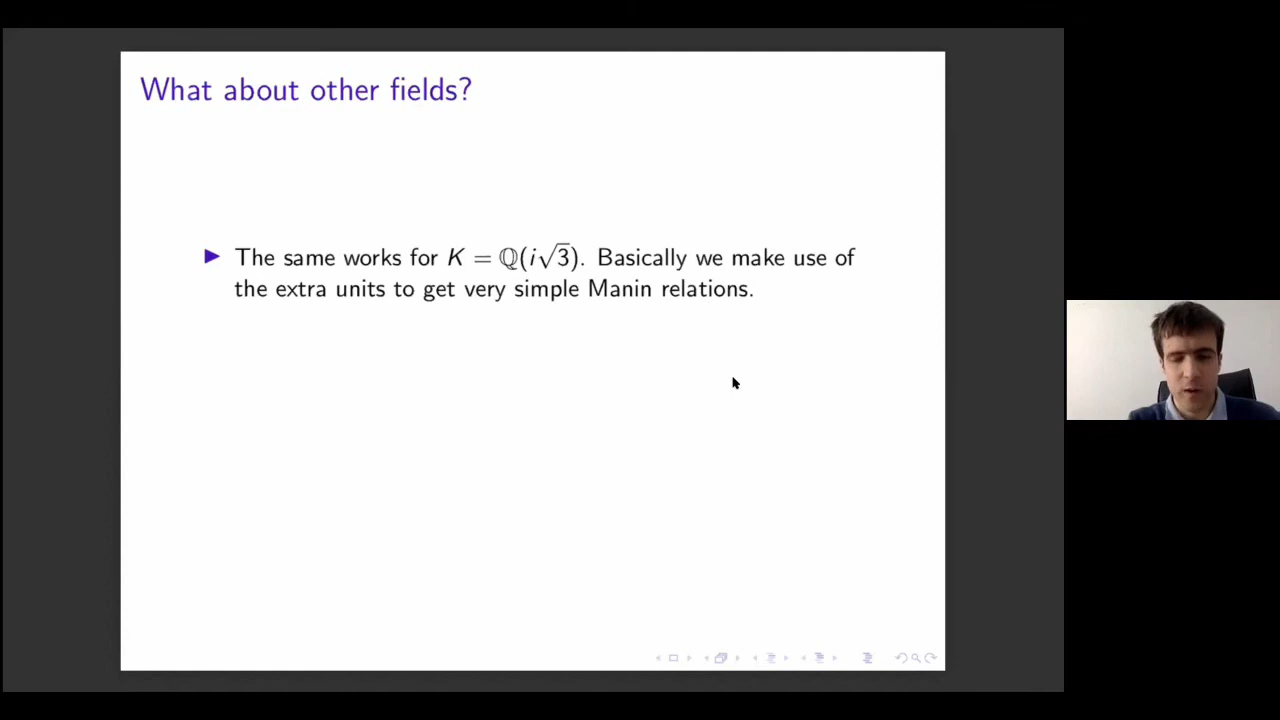 What about other fields?
▶ The same works for K = ℚ(i√3). Basically we make use of
the extra units to get very simple Manin relations.